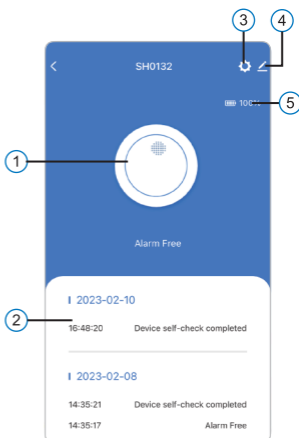 3 4
SH0132
100%
5
1
Alarm Free
2023-02-10
2
16:48:20 Device self-check completed
2023-02-08
14:35:21 Device self-check completed
14:35:17 Alarm Free